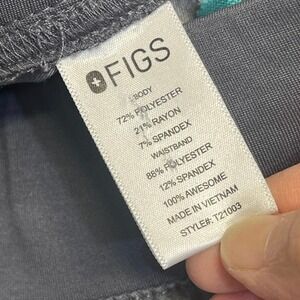 FIGS
BODY
72% POLYESTER
21% RAYON
7% SPANDEX
WAISTBAND
88% POLYESTER
12% SPANDEX
100% AWESOME
MADE IN VIETNAM
STYLE#: T21003